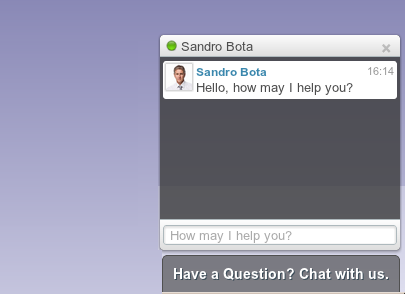 Sandro Bota
Sandro Bota 16:14
Hello, how may I help you?
How may I help you?
Have a Question? Chat with us.